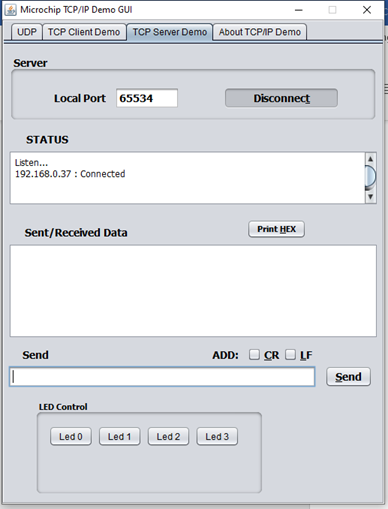 Microchip TCP/IP Demo GUI
UDP TCP Client Demo TCP Server Demo About TCP/IP Demo
Server
Local Port 65534 Disconnect
STATUS
Listen...
192.168.0.37 : Connected
Sent/Received Data Print HEX
Send ADD: CR LF
Send
LED Control
Led 0 Led 1 Led 2 Led 3